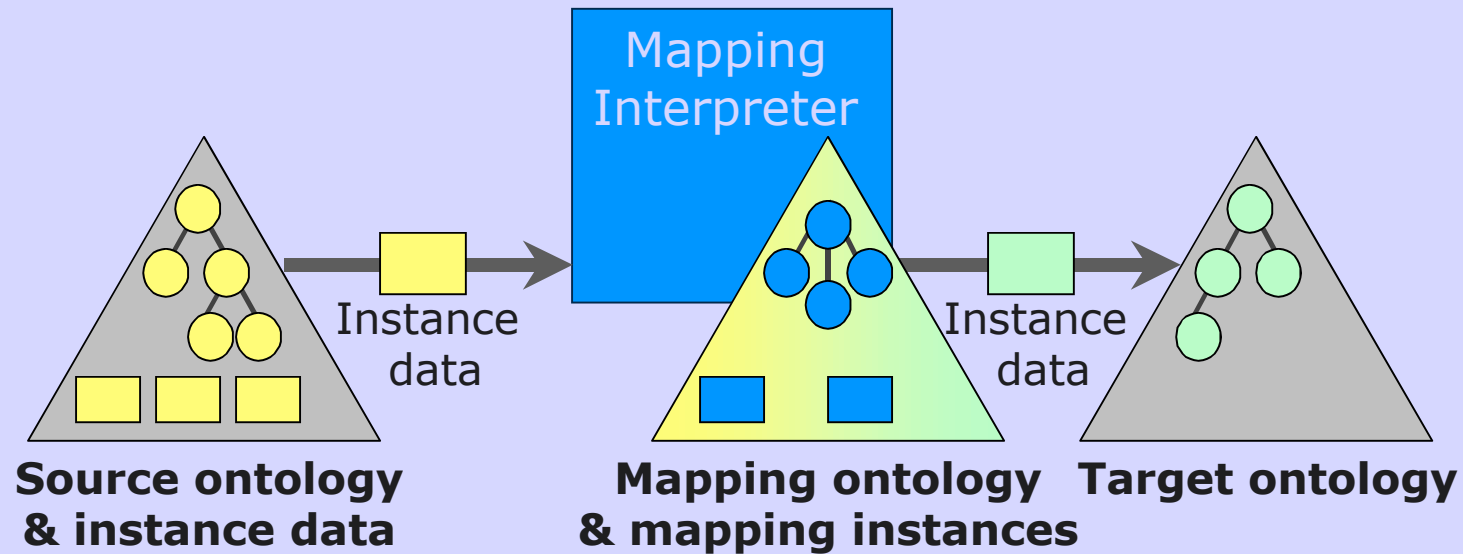 Mapping
Interpreter
Instance
data
Instance
data
Source ontology
& instance data
Mapping ontology
& mapping instances
Target ontology